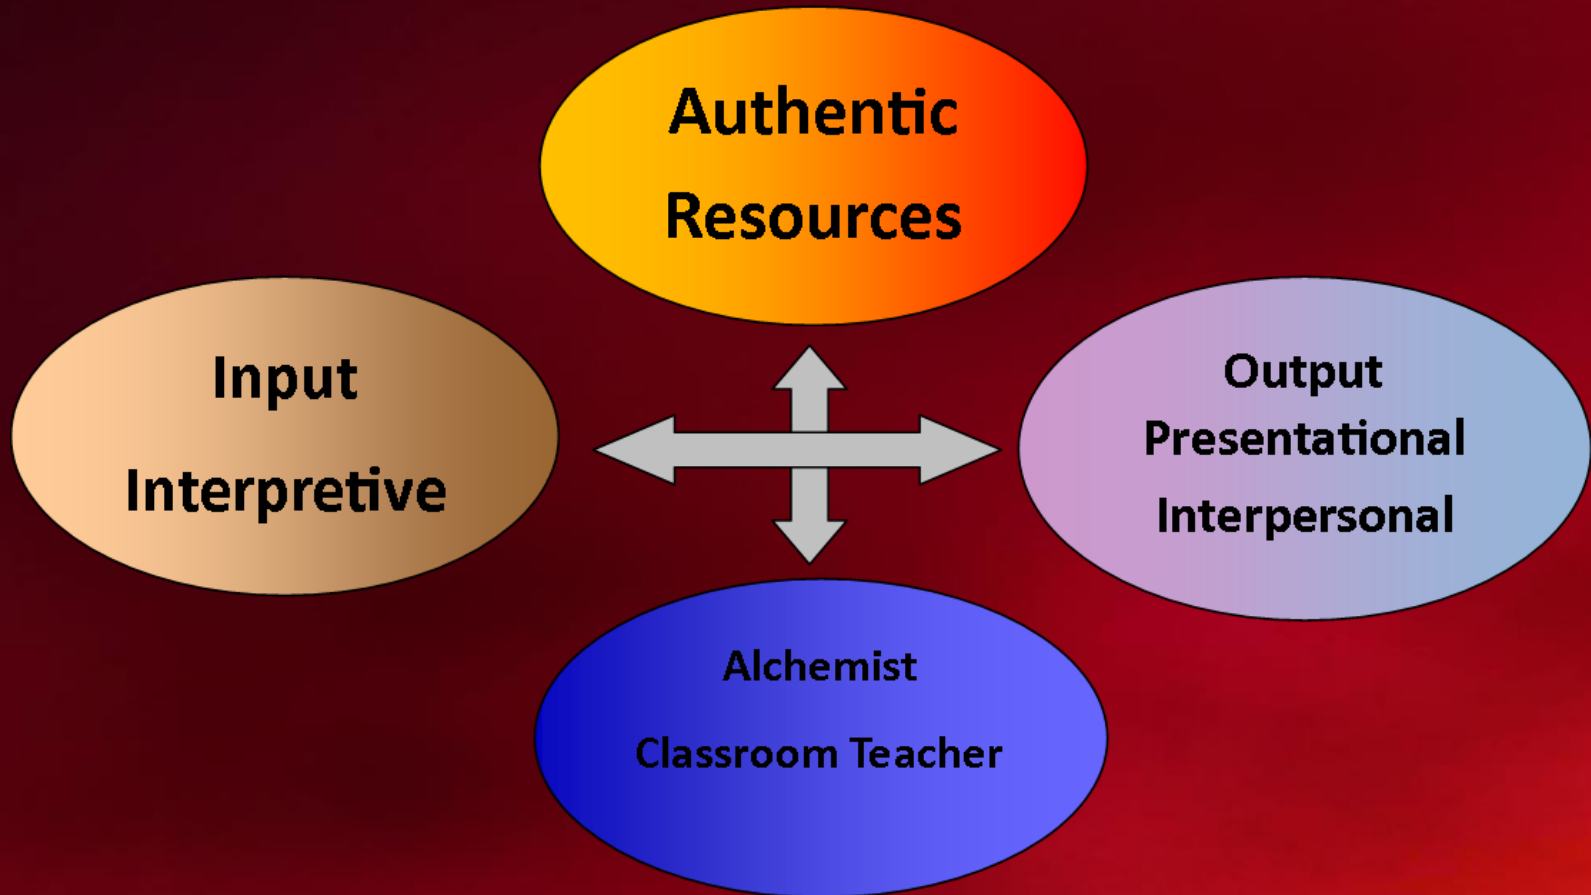 Authentic
Resources
Input
Interpretive
Output
Presentational
Interpersonal
Alchemist
Classroom Teacher